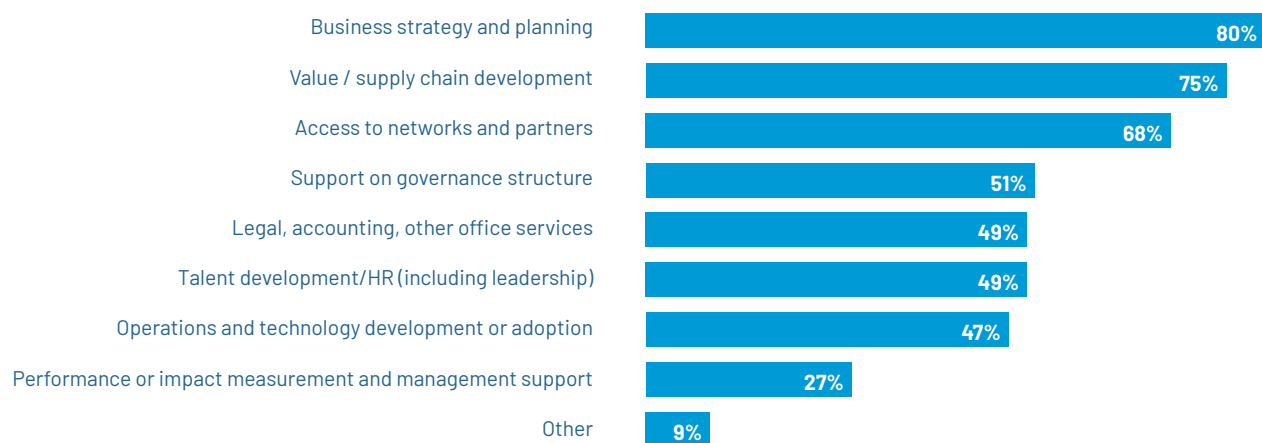 Business strategy and planning 80%
Value / supply chain development 75%
Access to networks and partners 68%
Support on governance structure 51%
Legal, accounting, other office services 49%
Talent development/HR (including leadership) 49%
Operations and technology development or adoption 47%
Performance or impact measurement and management support 27%
Other 9%